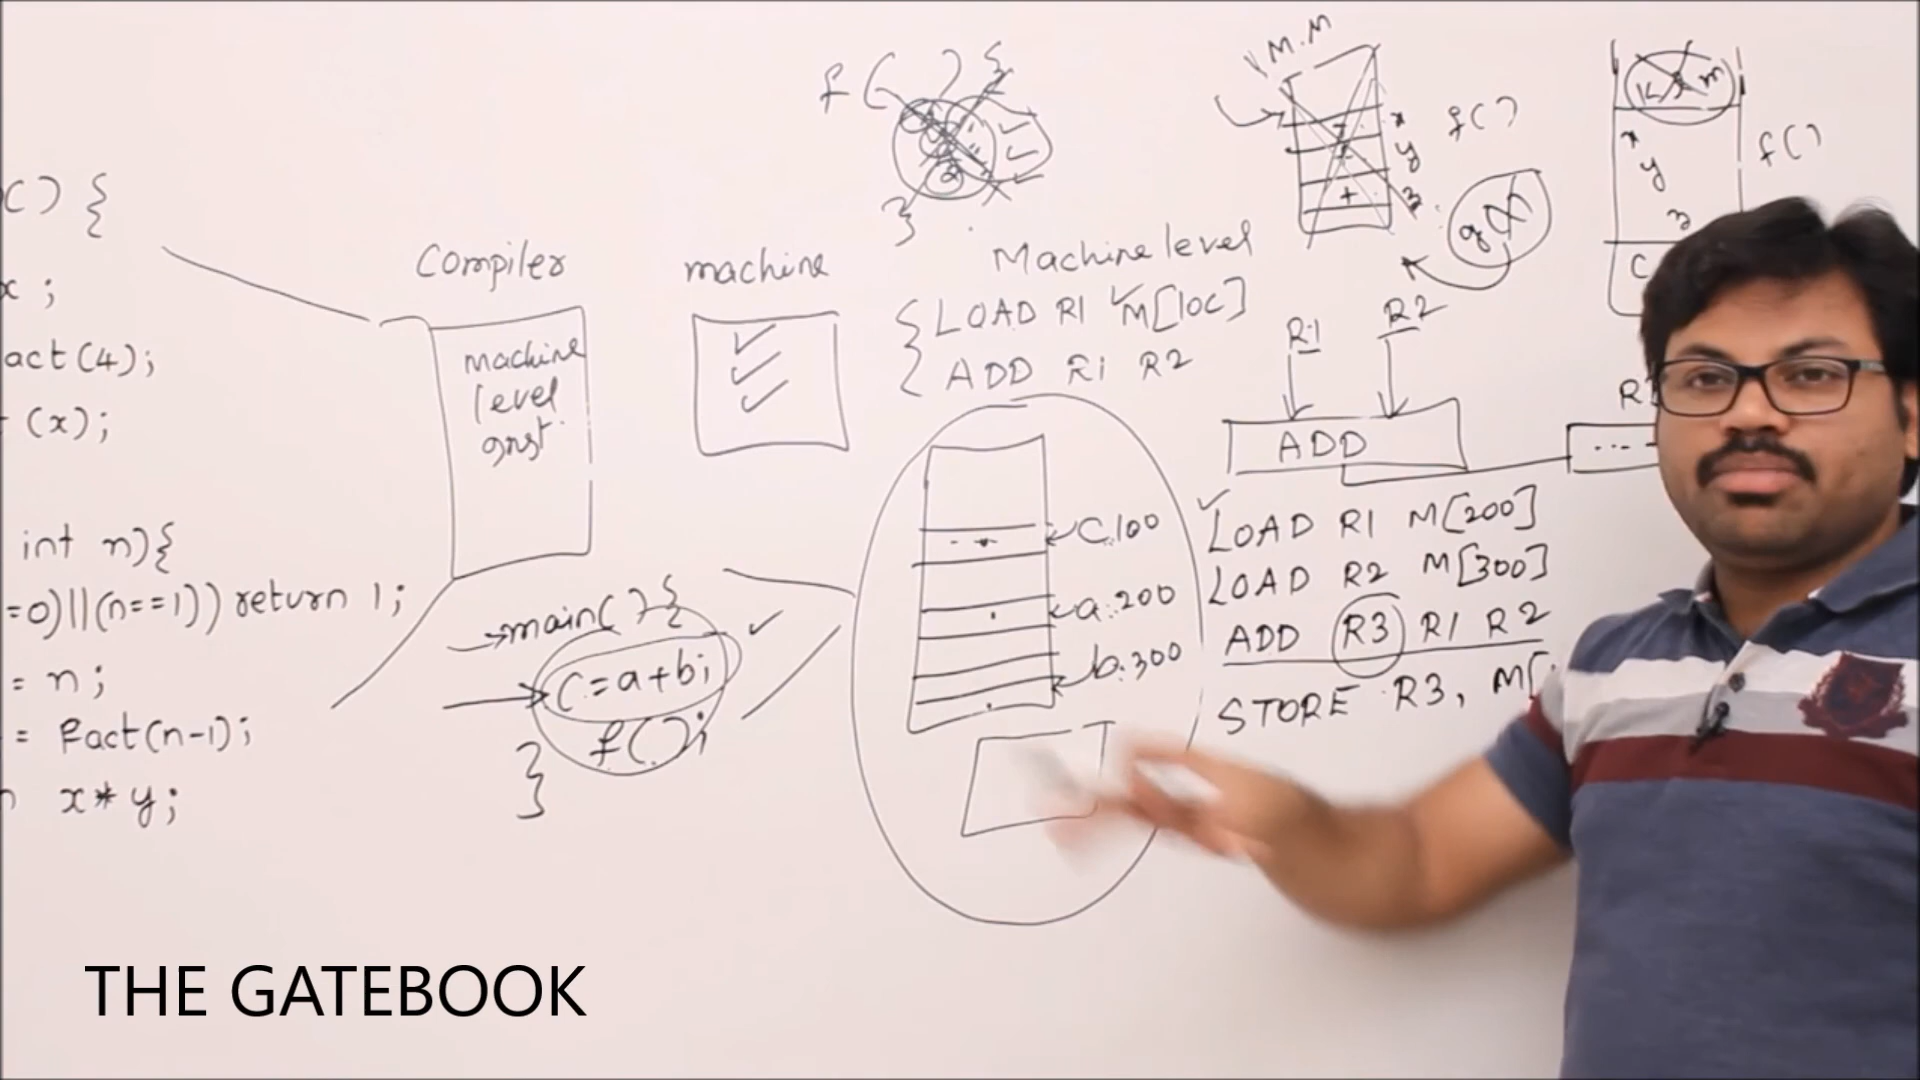 c() {
x ;
act(4);
(x);
int n){
=0)||(n==1)) return 1;
= n;
= Fact(n-1);
x * y;
Compiler
machine
level
machine
main( ) {
C=a+b;
f( );
}
f ( ) {
}
Machine level
LOAD R1 M[loc]
ADD R1 R2
C.100
a.200
b.300
M.M
x
y
z
f( )
g( )
x
y
z
f( )
C
R1
R2
ADD
LOAD R1 M[200]
LOAD R2 M[300]
ADD R3 R1 R2
STORE R3, M[
THE GATEBOOK